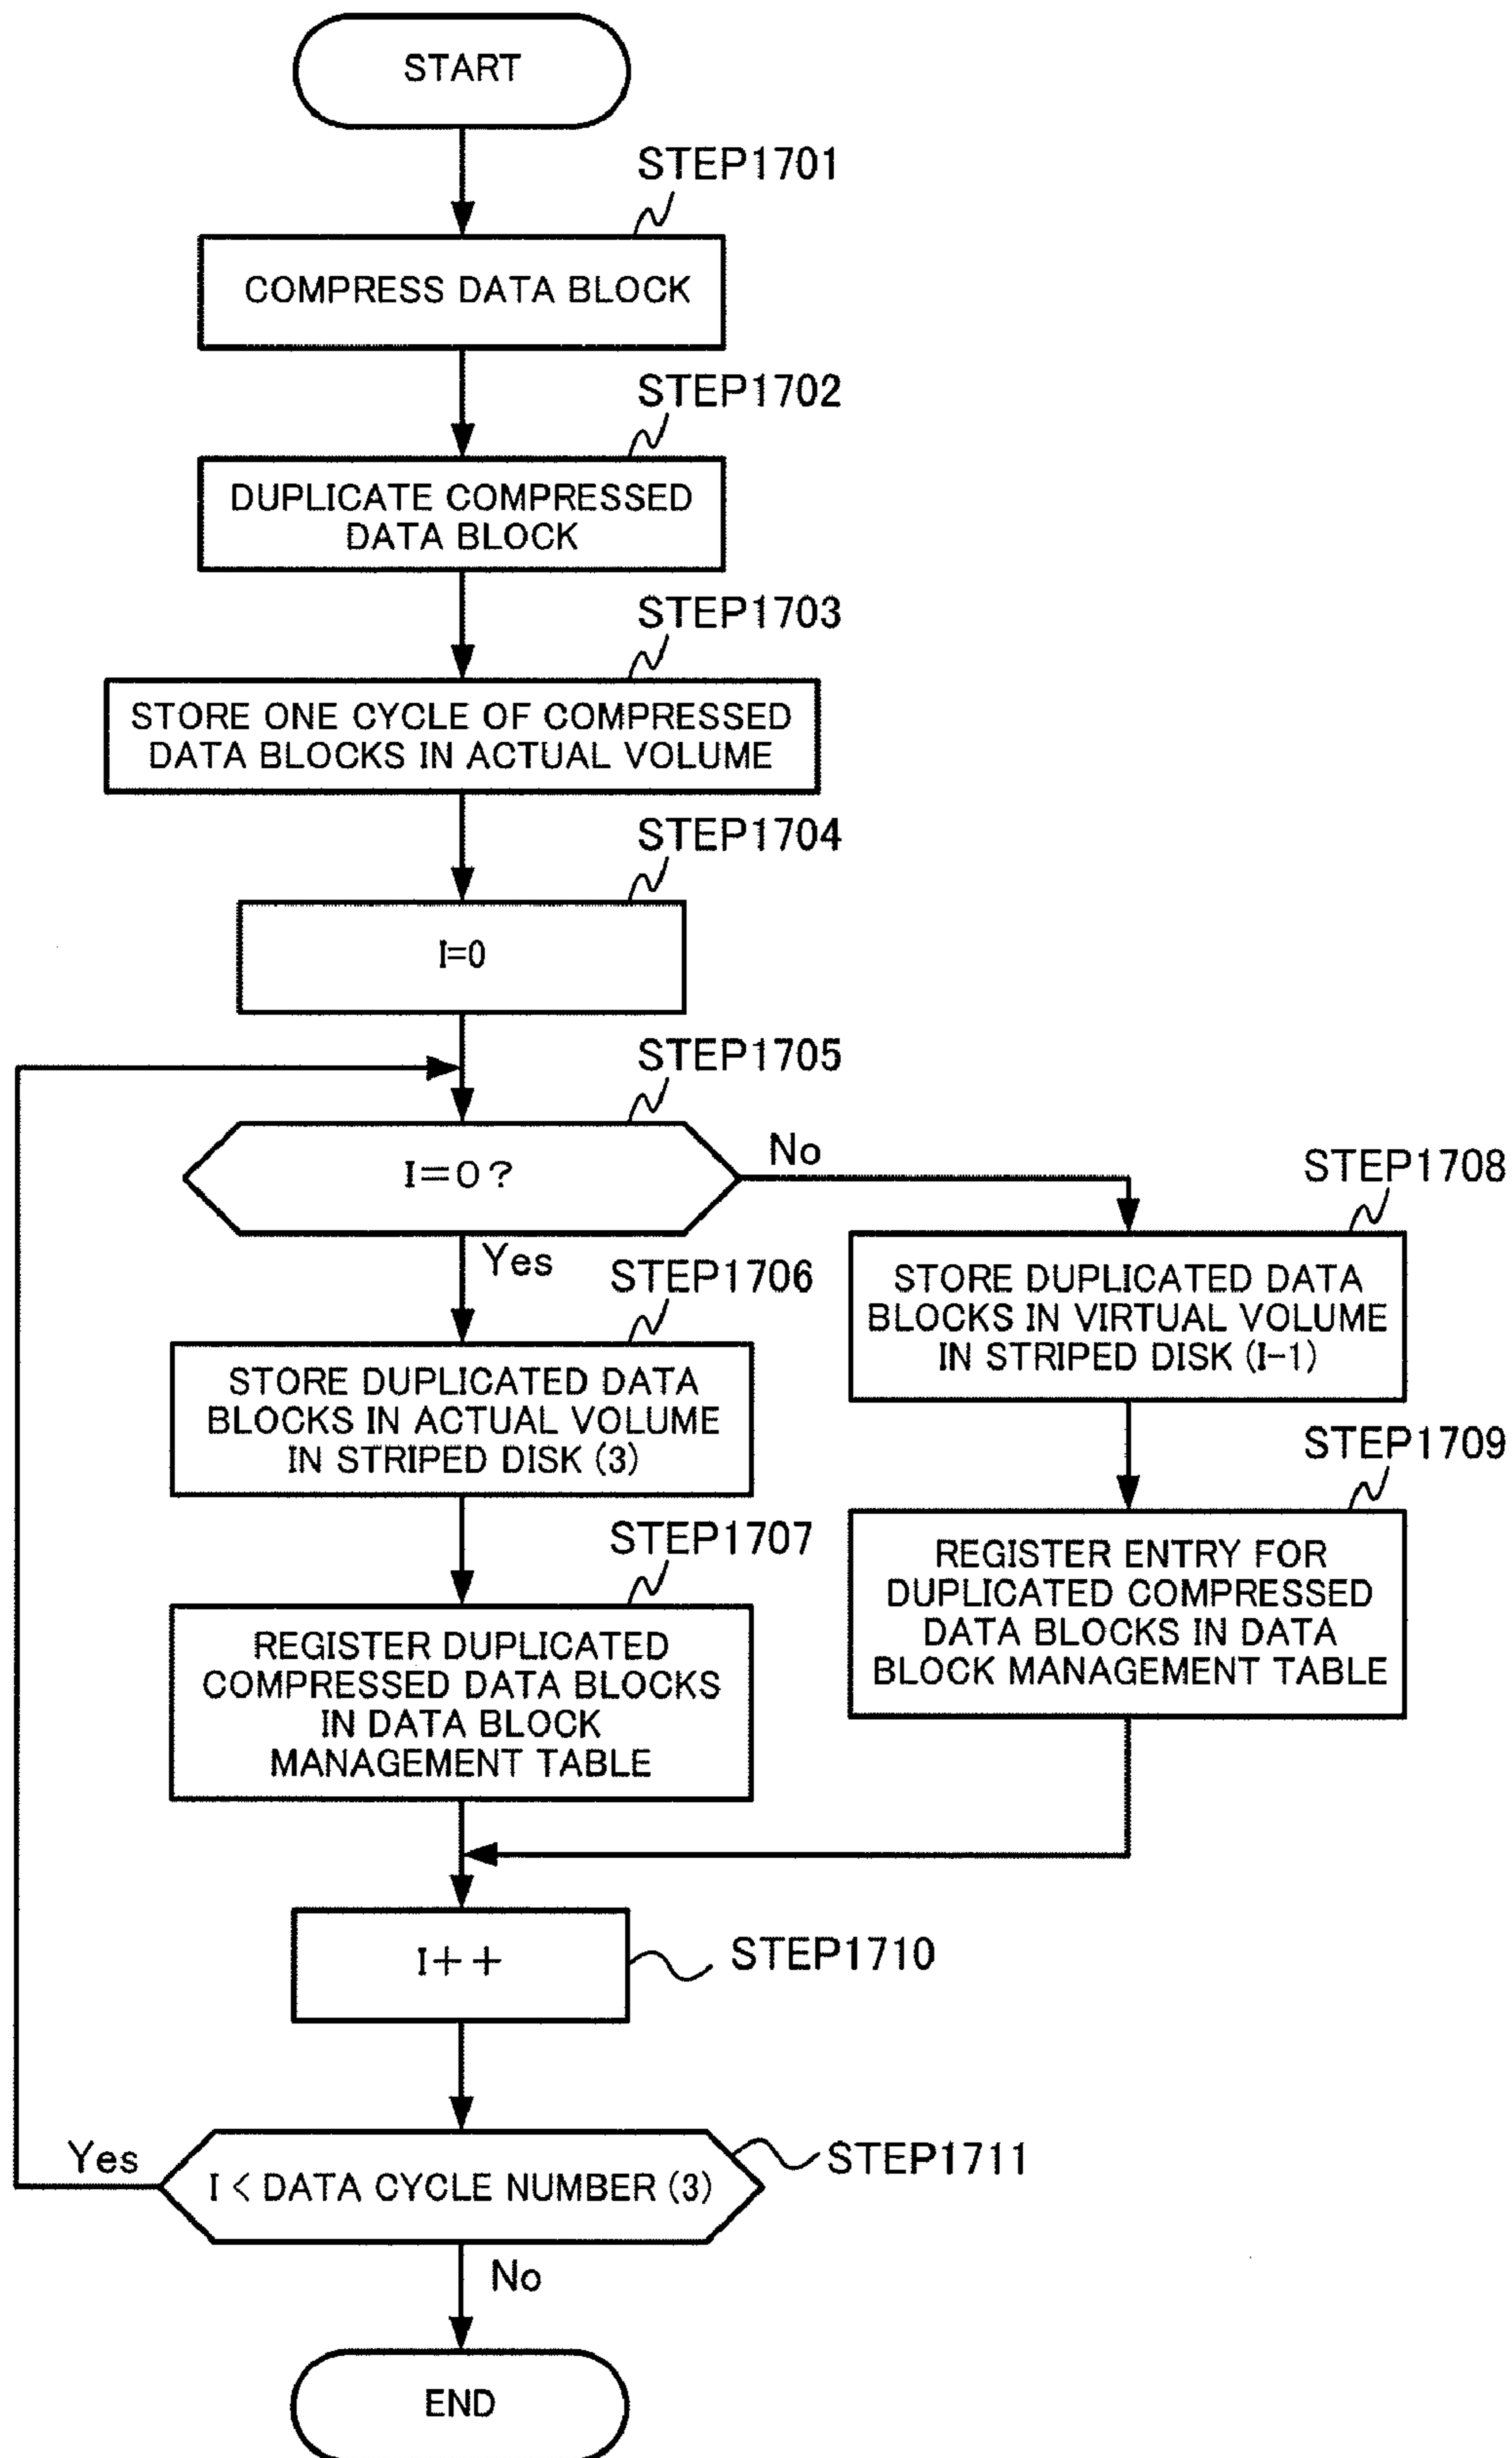 START
STEP1701
COMPRESS DATA BLOCK
STEP1702
DUPLICATE COMPRESSED
DATA BLOCK
STEP1703
STORE ONE CYCLE OF COMPRESSED
DATA BLOCKS IN ACTUAL VOLUME
STEP1704
I=0
STEP1705
I=0?
No
Yes
STEP1706
STORE DUPLICATED DATA
BLOCKS IN ACTUAL VOLUME
IN STRIPED DISK (3)
STEP1707
REGISTER DUPLICATED
COMPRESSED DATA BLOCKS
IN DATA BLOCK
MANAGEMENT TABLE
STEP1708
STORE DUPLICATED DATA
BLOCKS IN VIRTUAL VOLUME
IN STRIPED DISK (I-1)
STEP1709
REGISTER ENTRY FOR
DUPLICATED COMPRESSED
DATA BLOCKS IN DATA
BLOCK MANAGEMENT TABLE
I++
STEP1710
Yes
I < DATA CYCLE NUMBER (3)
STEP1711
No
END